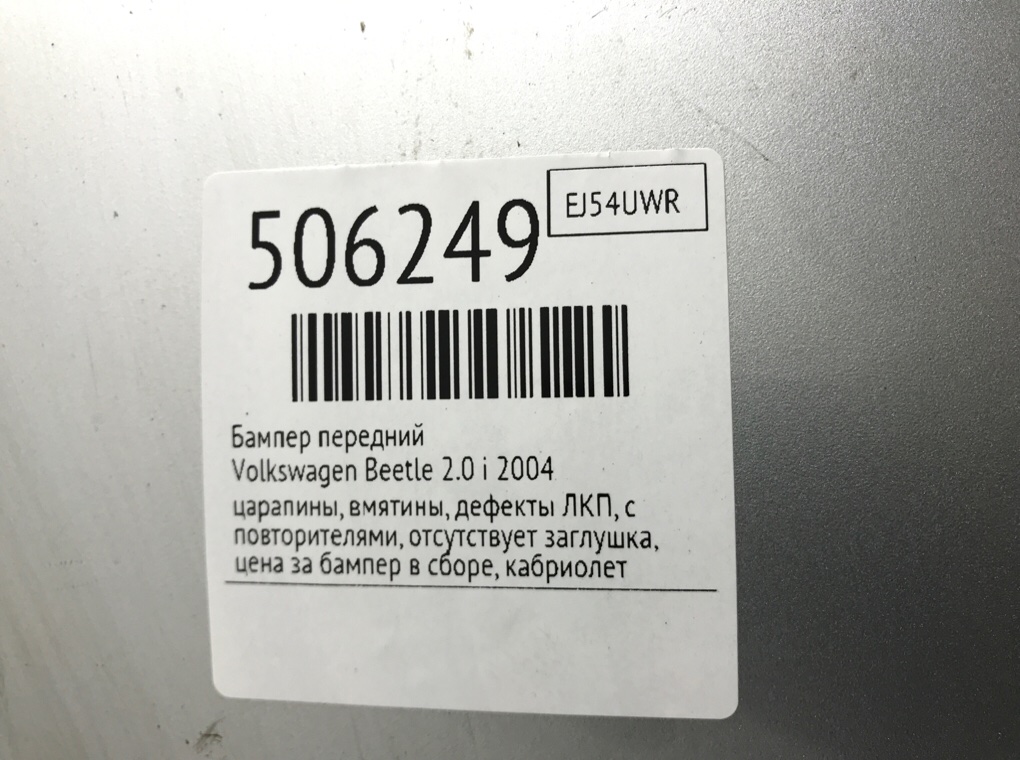 506249
EJ54UWR
Бампер передний
Volkswagen Beetle 2.0 i 2004
царапины, вмятины, дефекты ЛКП, с
повторителями, отсутствует заглушка,
цена за бампер в сборе, кабриолет